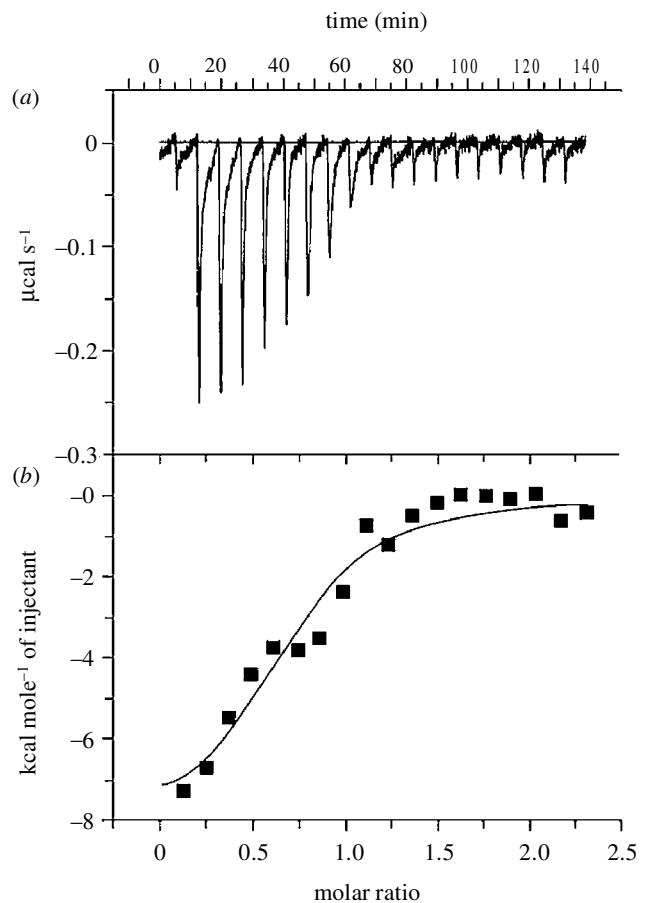 time (min)
0 20 40 60 80 100 120 140
(a)
0
–0.1
–0.2
–0.3
µcal s⁻¹
(b)
–0
–2
–4
–6
–8
kcal mole⁻¹ of injectant
0 0.5 1.0 1.5 2.0 2.5
molar ratio